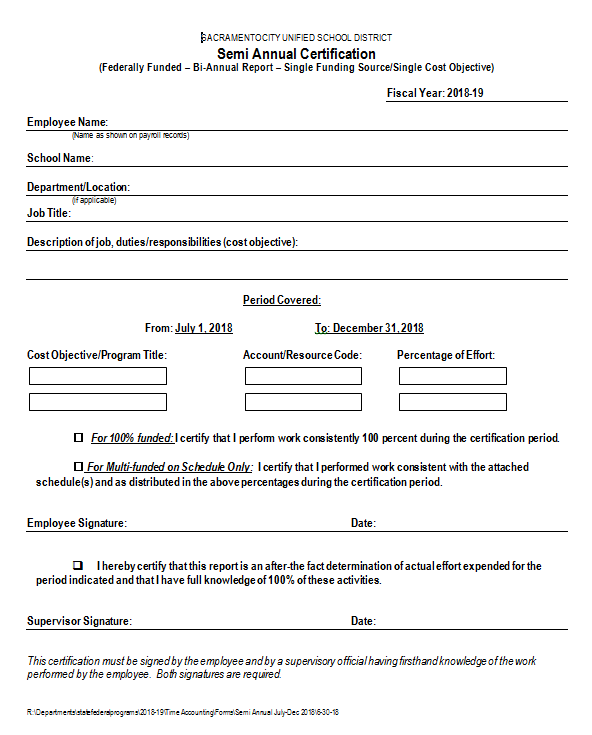 SACRAMENTOCITY UNIFIED SCHOOL DISTRICT
Semi Annual Certification
(Federally Funded – Bi-Annual Report – Single Funding Source/Single Cost Objective)
Fiscal Year: 2018-19
Employee Name:
(Name as shown on payroll records)
School Name:
Department/Location:
(if applicable)
Job Title:
Description of job, duties/responsibilities (cost objective):
Period Covered:
From: July 1, 2018 To: December 31, 2018
Cost Objective/Program Title: Account/Resource Code: Percentage of Effort:
For 100% funded: I certify that I perform work consistently 100 percent during the certification period.
For Multi-funded on Schedule Only: I certify that I performed work consistent with the attached
schedule(s) and as distributed in the above percentages during the certification period.
Employee Signature: Date:
I hereby certify that this report is an after-the fact determination of actual effort expended for the
period indicated and that I have full knowledge of 100% of these activities.
Supervisor Signature: Date:
This certification must be signed by the employee and by a supervisory official having firsthand knowledge of the work
performed by the employee. Both signatures are required.
R:\Departments\statefederalprograms\2018-19\Time Accounting\Forms\Semi Annual July-Dec 2018\6-30-18